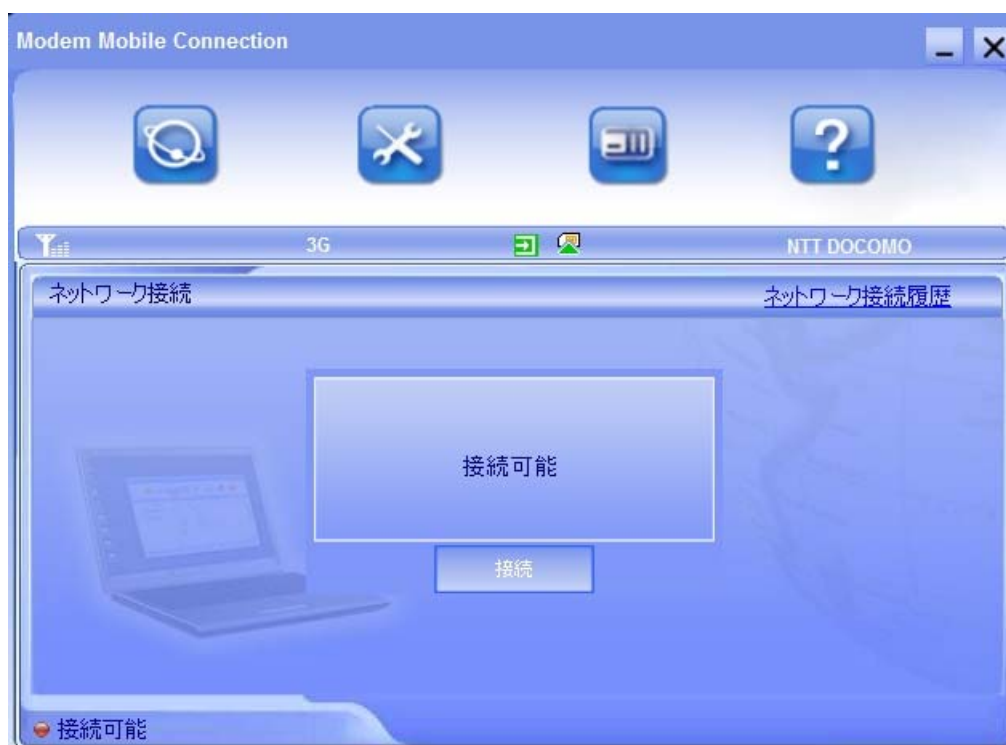 Modem Mobile Connection
3G
NTT DOCOMO
ネットワーク接続
ネットワーク接続履歴
接続可能
接続
接続可能